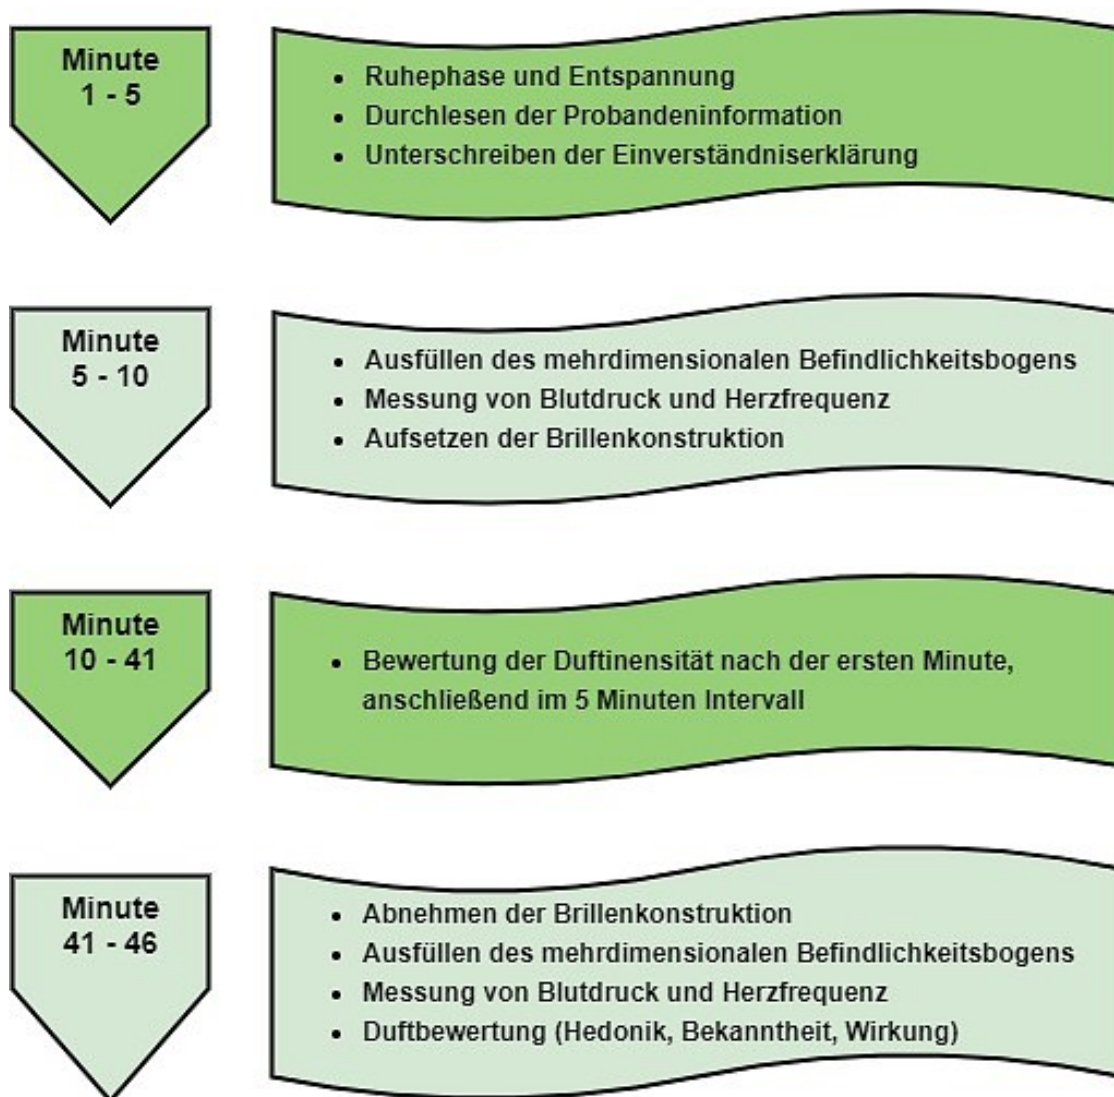 Minute
1 - 5
• Ruhephase und Entspannung
• Durchlesen der Probandeninformation
• Unterschreiben der Einverständniserklärung
Minute
5 - 10
• Ausfüllen des mehrdimensionalen Befindlichkeitsbogens
• Messung von Blutdruck und Herzfrequenz
• Aufsetzen der Brillenkonstruktion
Minute
10 - 41
• Bewertung der Duftinensität nach der ersten Minute,
anschließend im 5 Minuten Intervall
Minute
41 - 46
• Abnehmen der Brillenkonstruktion
• Ausfüllen des mehrdimensionalen Befindlichkeitsbogens
• Messung von Blutdruck und Herzfrequenz
• Duftbewertung (Hedonik, Bekanntheit, Wirkung)